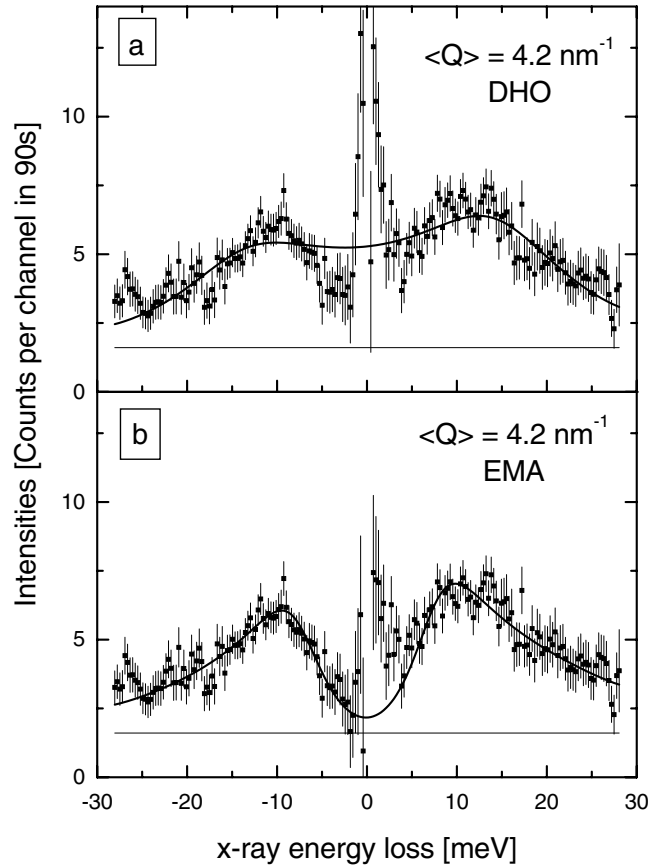 a
<Q> = 4.2 nm⁻¹
DHO
10
5
0
b
<Q> = 4.2 nm⁻¹
EMA
10
5
0
-30 -20 -10 0 10 20 30
x-ray energy loss [meV]
Intensities [Counts per channel in 90s]